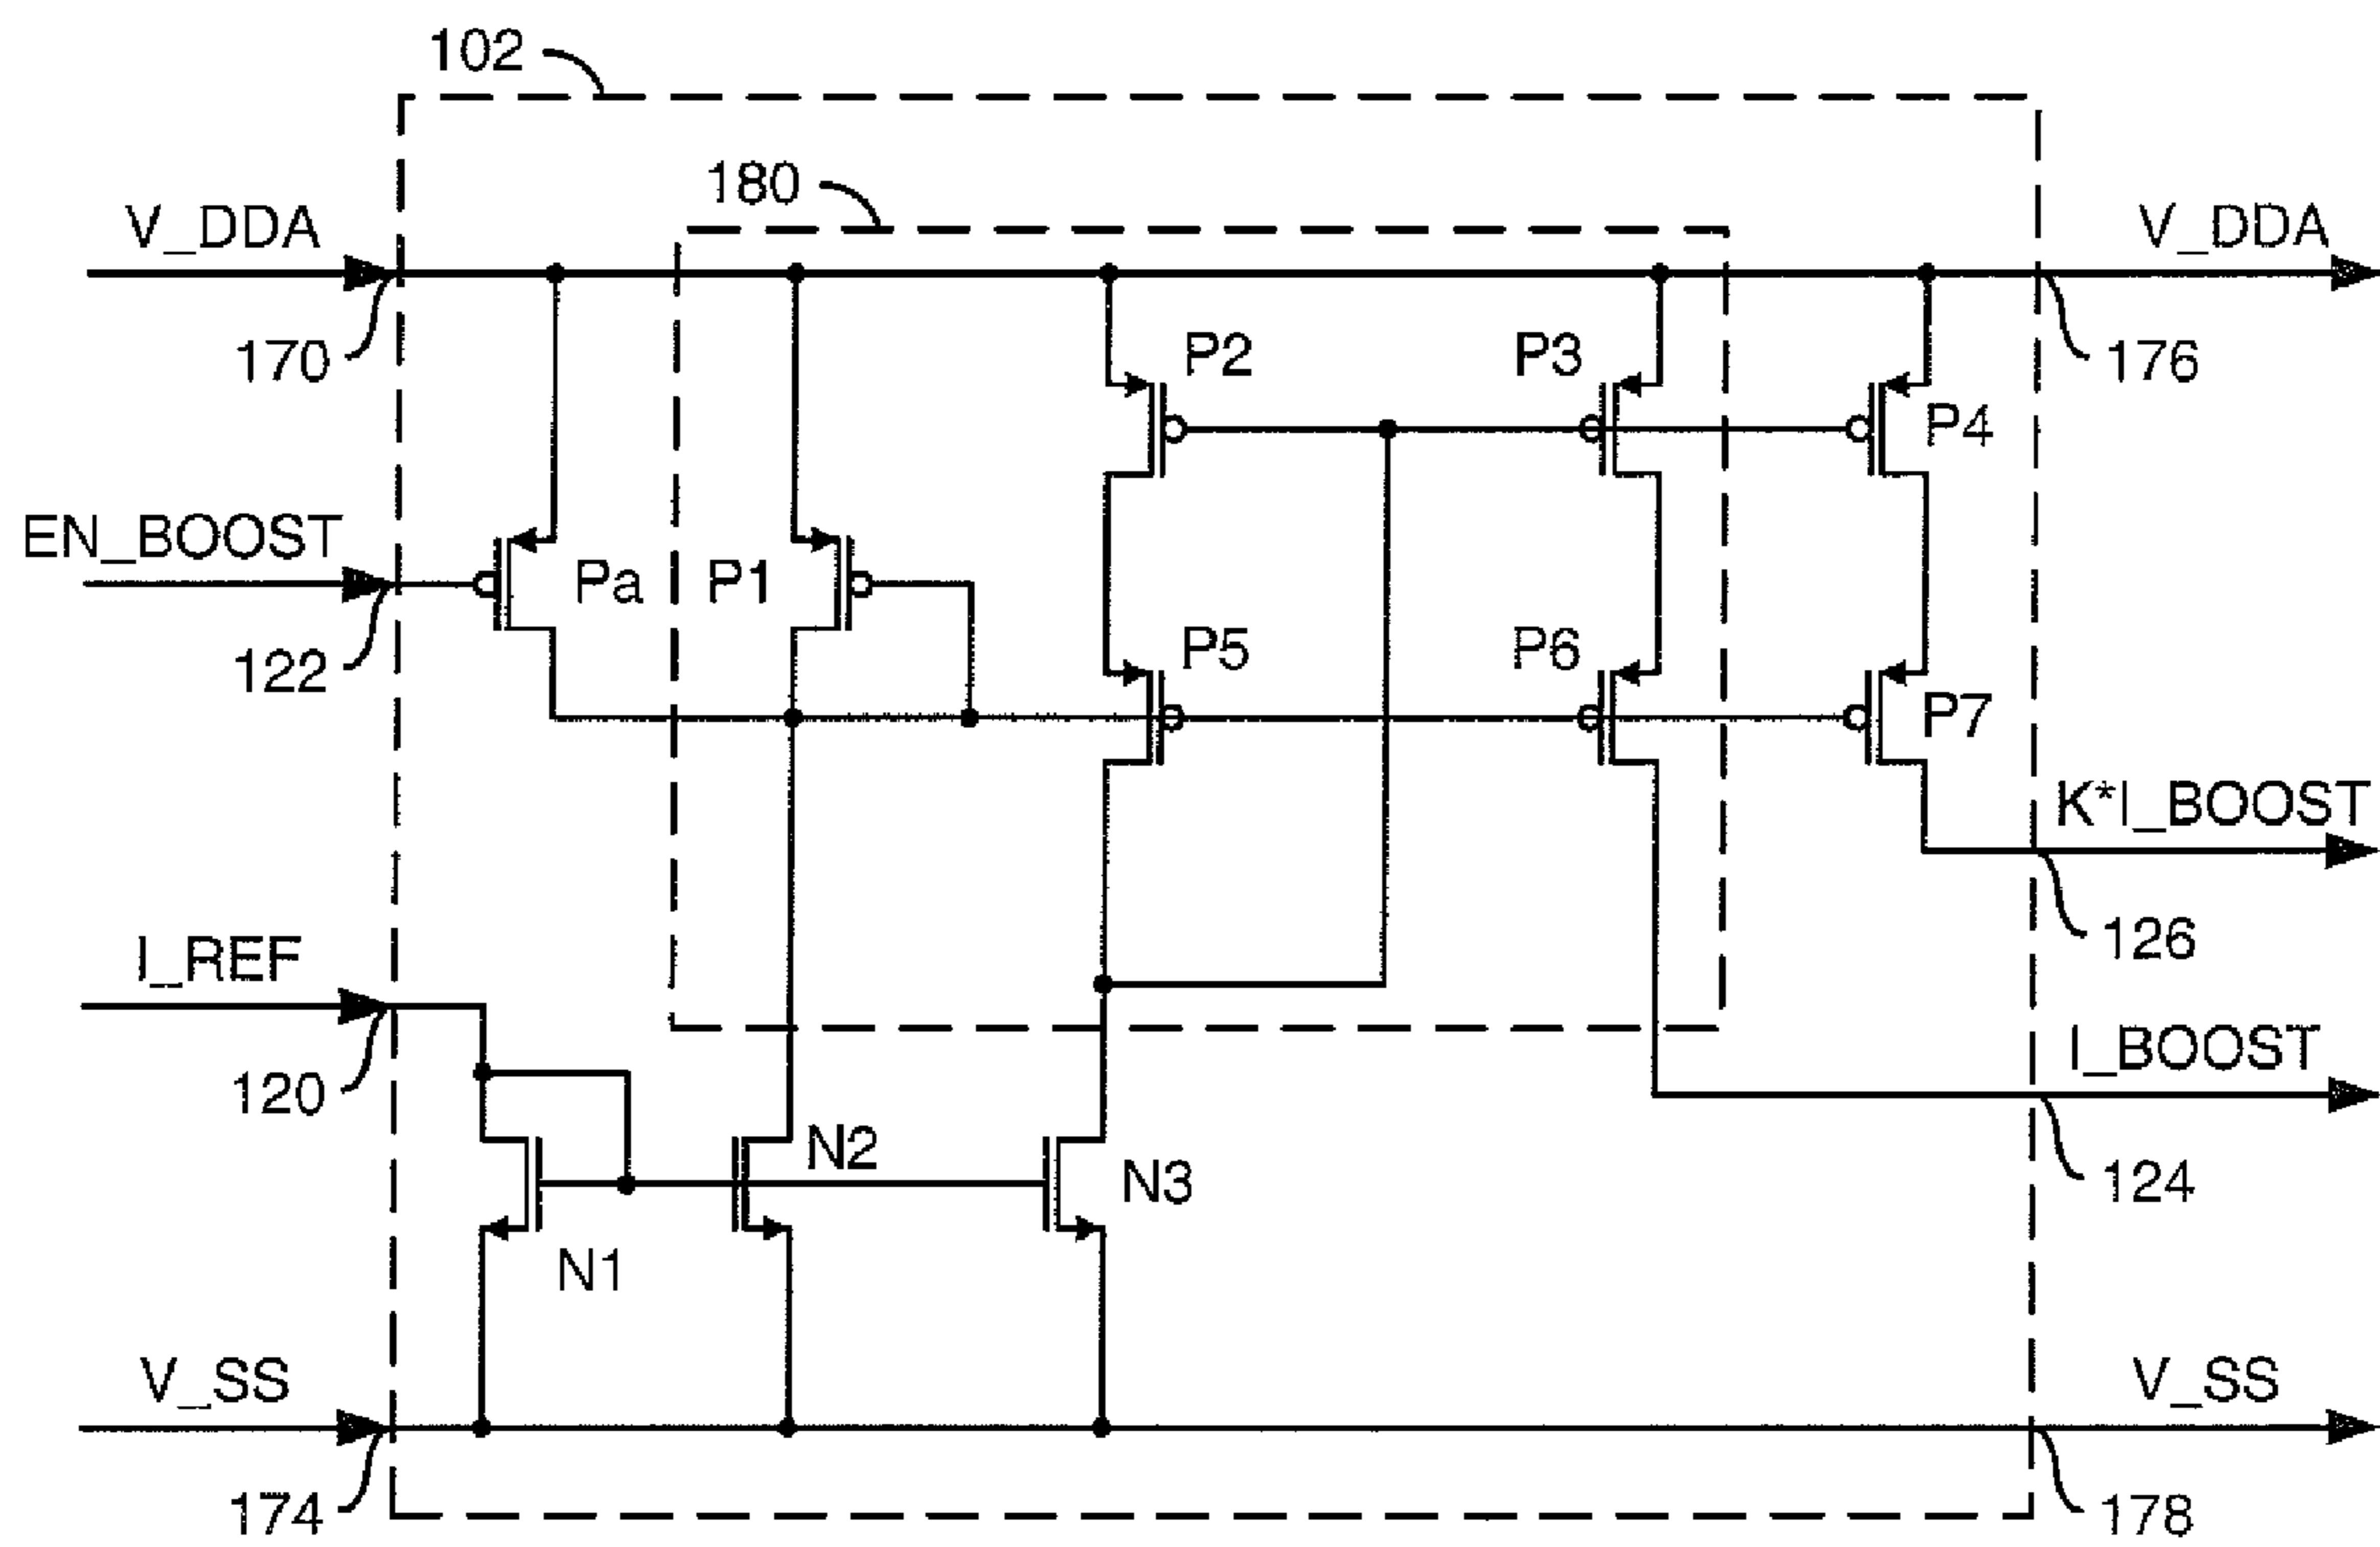 102
180
V_DDA
V_DDA
170
P2
P3
176
P4
EN_BOOST
Pa
P1
122
P5
P6
P7
K*I_BOOST
126
I_REF
I_BOOST
120
N2
N3
124
N1
V_SS
V_SS
174
178